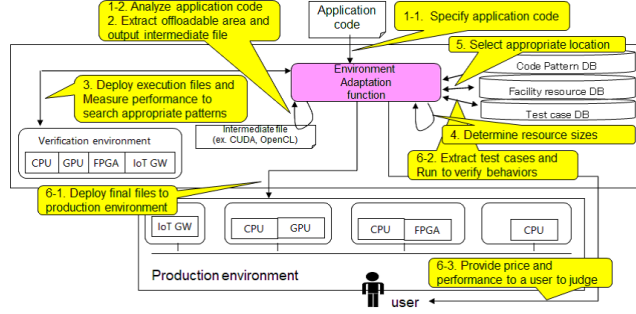 1-2. Analyze application code
2. Extract offloadable area and
output intermediate file
Application
code
1-1. Specify application code
5. Select appropriate location
Environment
Adaptation
function
Code Pattern DB
Facility resource DB
Test case DB
3. Deploy execution files and
Measure performance to
search appropriate patterns
Intermediate file
(ex. CUDA, OpenCL)
4. Determine resource sizes
Verification environment
CPU GPU FPGA IoT GW
6-2. Extract test cases and
Run to verify behaviors
6-1. Deploy final files to
production environment
IoT GW
CPU GPU
CPU FPGA
CPU
Production environment
6-3. Provide price and
performance to a user to judge
user